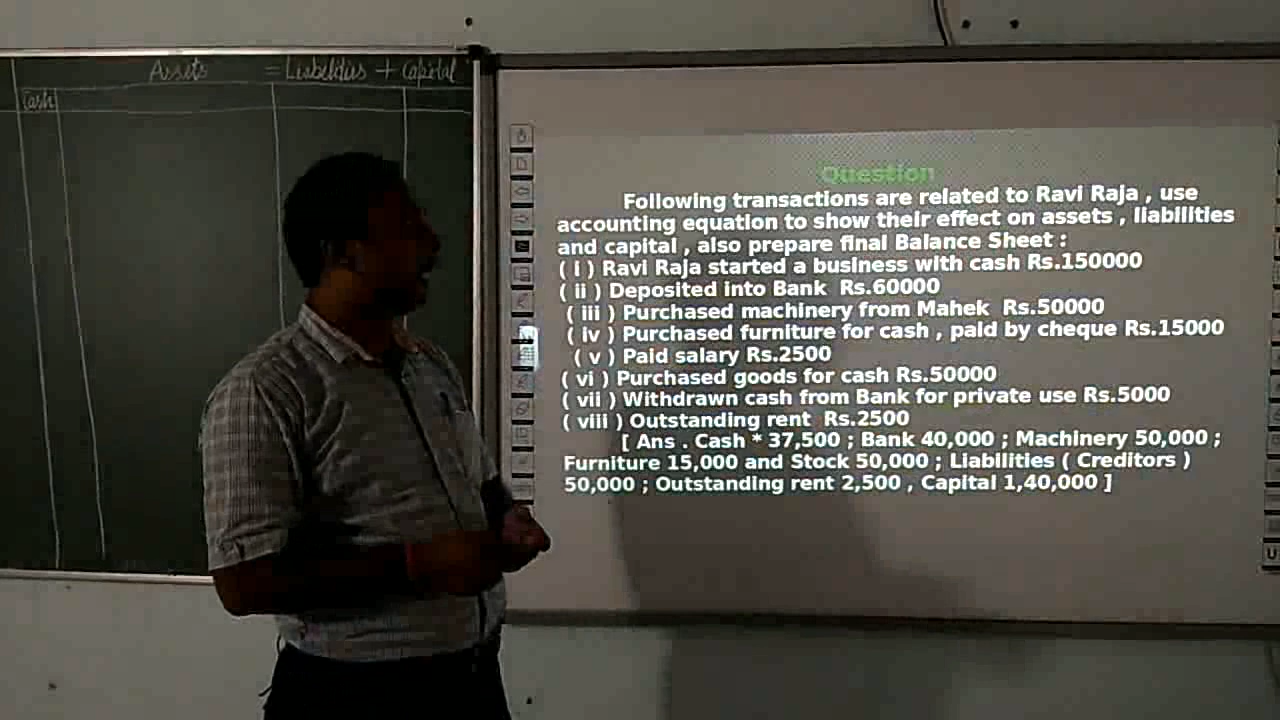 Assets = Liabilities + Capital
Cash
Question
Following transactions are related to Ravi Raja , use
accounting equation to show their effect on assets , liabilities
and capital , also prepare final Balance Sheet :
( I ) Ravi Raja started a business with cash Rs.150000
( ii ) Deposited into Bank Rs.60000
( iii ) Purchased machinery from Mahek Rs.50000
( iv ) Purchased furniture for cash , paid by cheque Rs.15000
( v ) Paid salary Rs.2500
( vi ) Purchased goods for cash Rs.50000
( vii ) Withdrawn cash from Bank for private use Rs.5000
( viii ) Outstanding rent Rs.2500
[ Ans . Cash * 37,500 ; Bank 40,000 ; Machinery 50,000 ;
Furniture 15,000 and Stock 50,000 ; Liabilities ( Creditors )
50,000 ; Outstanding rent 2,500 , Capital 1,40,000 ]